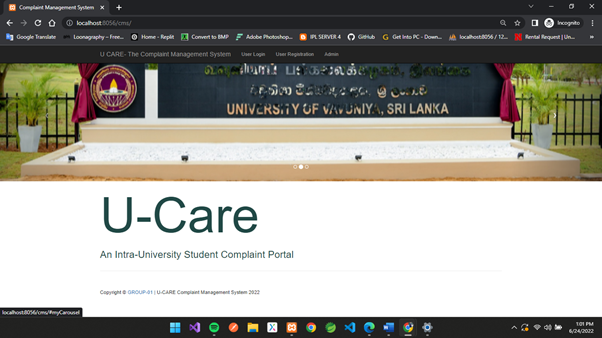 Complaint Management System
localhost:8056/cms/
Incognito
Google Translate
Loonagraphy – Free...
Home - Replit
Convert to BMP
Adobe Photoshop...
IPL SERVER 4
GitHub
Get Into PC - Down...
localhost:8056 / 12...
Rental Request | Un...
U CARE- The Complaint Management System
User Login
User Registration
Admin
UNIVERSITY OF VAVUNIYA, SRI LANKA
U-Care
An Intra-University Student Complaint Portal
Copyright © GROUP-01 | U-CARE Complaint Management System 2022
localhost:8056/cms/#myCarousel
1:01 PM
6/24/2022